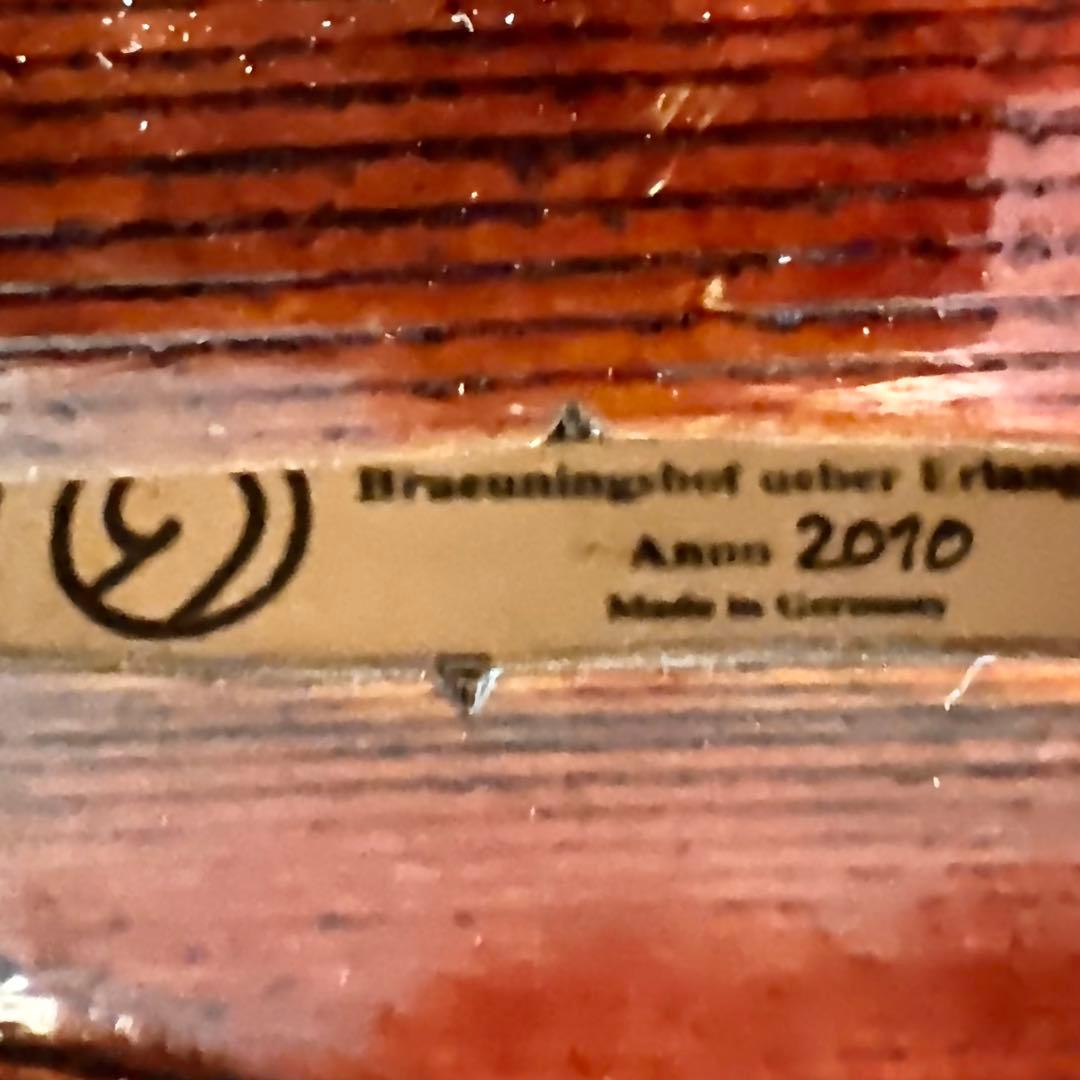 Braeuningshof ueber Erlang
Anno 2010
Made in Germany